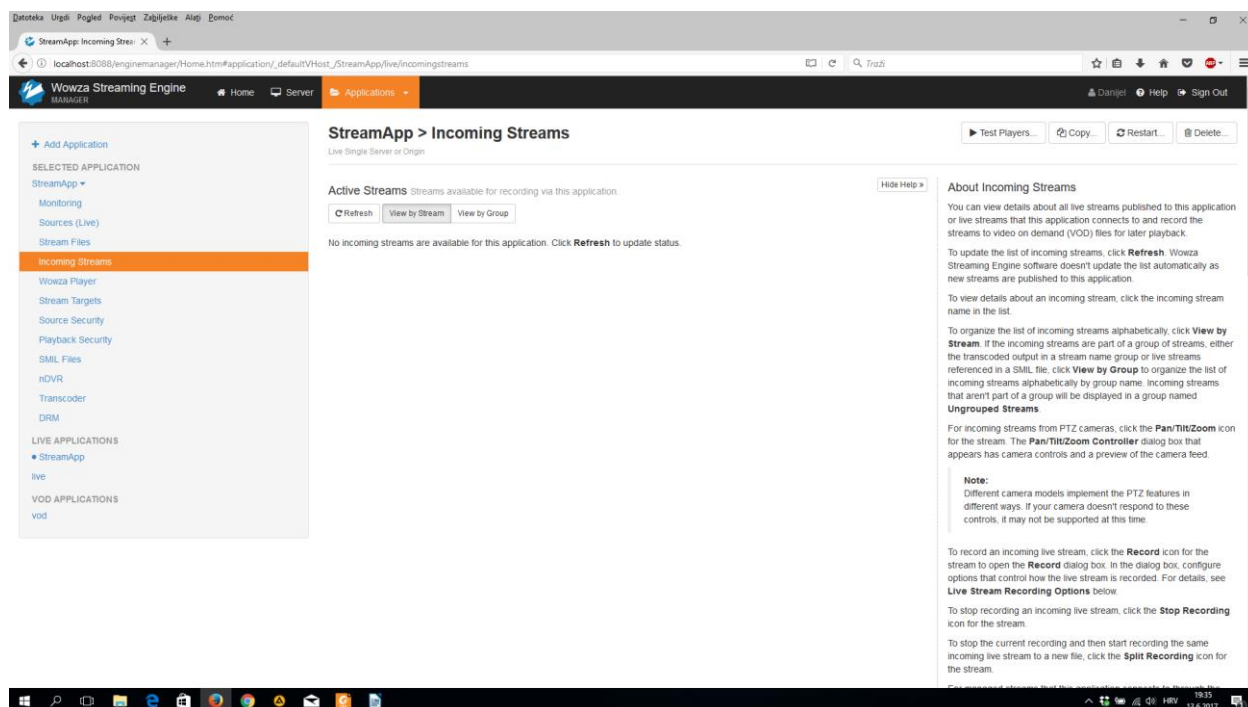 Datoteka Uredi Pogled Povijest Zabilješke Alati Pomoć
StreamApp: Incoming Strea
localhost:8088/enginemanager/Home.htm#application/_defaultVHost_/StreamApp/live/incomingstreams
Traži
ABP
Wowza Streaming Engine
MANAGER
Home Server Applications
Danijel Help Sign Out
Add Application
SELECTED APPLICATION
StreamApp
Monitoring
Sources (Live)
Stream Files
Incoming Streams
Wowza Player
Stream Targets
Source Security
Playback Security
SMIL Files
nDVR
Transcoder
DRM
LIVE APPLICATIONS
StreamApp
live
VOD APPLICATIONS
vod
StreamApp > Incoming Streams
Live Single Server or Origin
Test Players... Copy... Restart... Delete...
Active Streams Streams available for recording via this application.
Hide Help »
Refresh View by Stream View by Group
No incoming streams are available for this application. Click Refresh to update status.
About Incoming Streams
You can view details about all live streams published to this application
or live streams that this application connects to and record the
streams to video on demand (VOD) files for later playback.
To update the list of incoming streams, click Refresh. Wowza
Streaming Engine software doesn't update the list automatically as
new streams are published to this application.
To view details about an incoming stream, click the incoming stream
name in the list.
To organize the list of incoming streams alphabetically, click View by
Stream. If the incoming streams are part of a group of streams, either
the transcoded output in a stream name group or live streams
referenced in a SMIL file, click View by Group to organize the list of
incoming streams alphabetically by group name. Incoming streams
that aren't part of a group will be displayed in a group named
Ungrouped Streams.
For incoming streams from PTZ cameras, click the Pan/Tilt/Zoom icon
for the stream. The Pan/Tilt/Zoom Controller dialog box that
appears has camera controls and a preview of the camera feed.
Note:
Different camera models implement the PTZ features in
different ways. If your camera doesn't respond to these
controls, it may not be supported at this time.
To record an incoming live stream, click the Record icon for the
stream to open the Record dialog box. In the dialog box, configure
options that control how the live stream is recorded. For details, see
Live Stream Recording Options below.
To stop recording an incoming live stream, click the Stop Recording
icon for the stream.
To stop the current recording and then start recording the same
incoming live stream to a new file, click the Split Recording icon for
the stream.
For managed streams that this application connects to through the
HRV
19:35
13.6.2017.